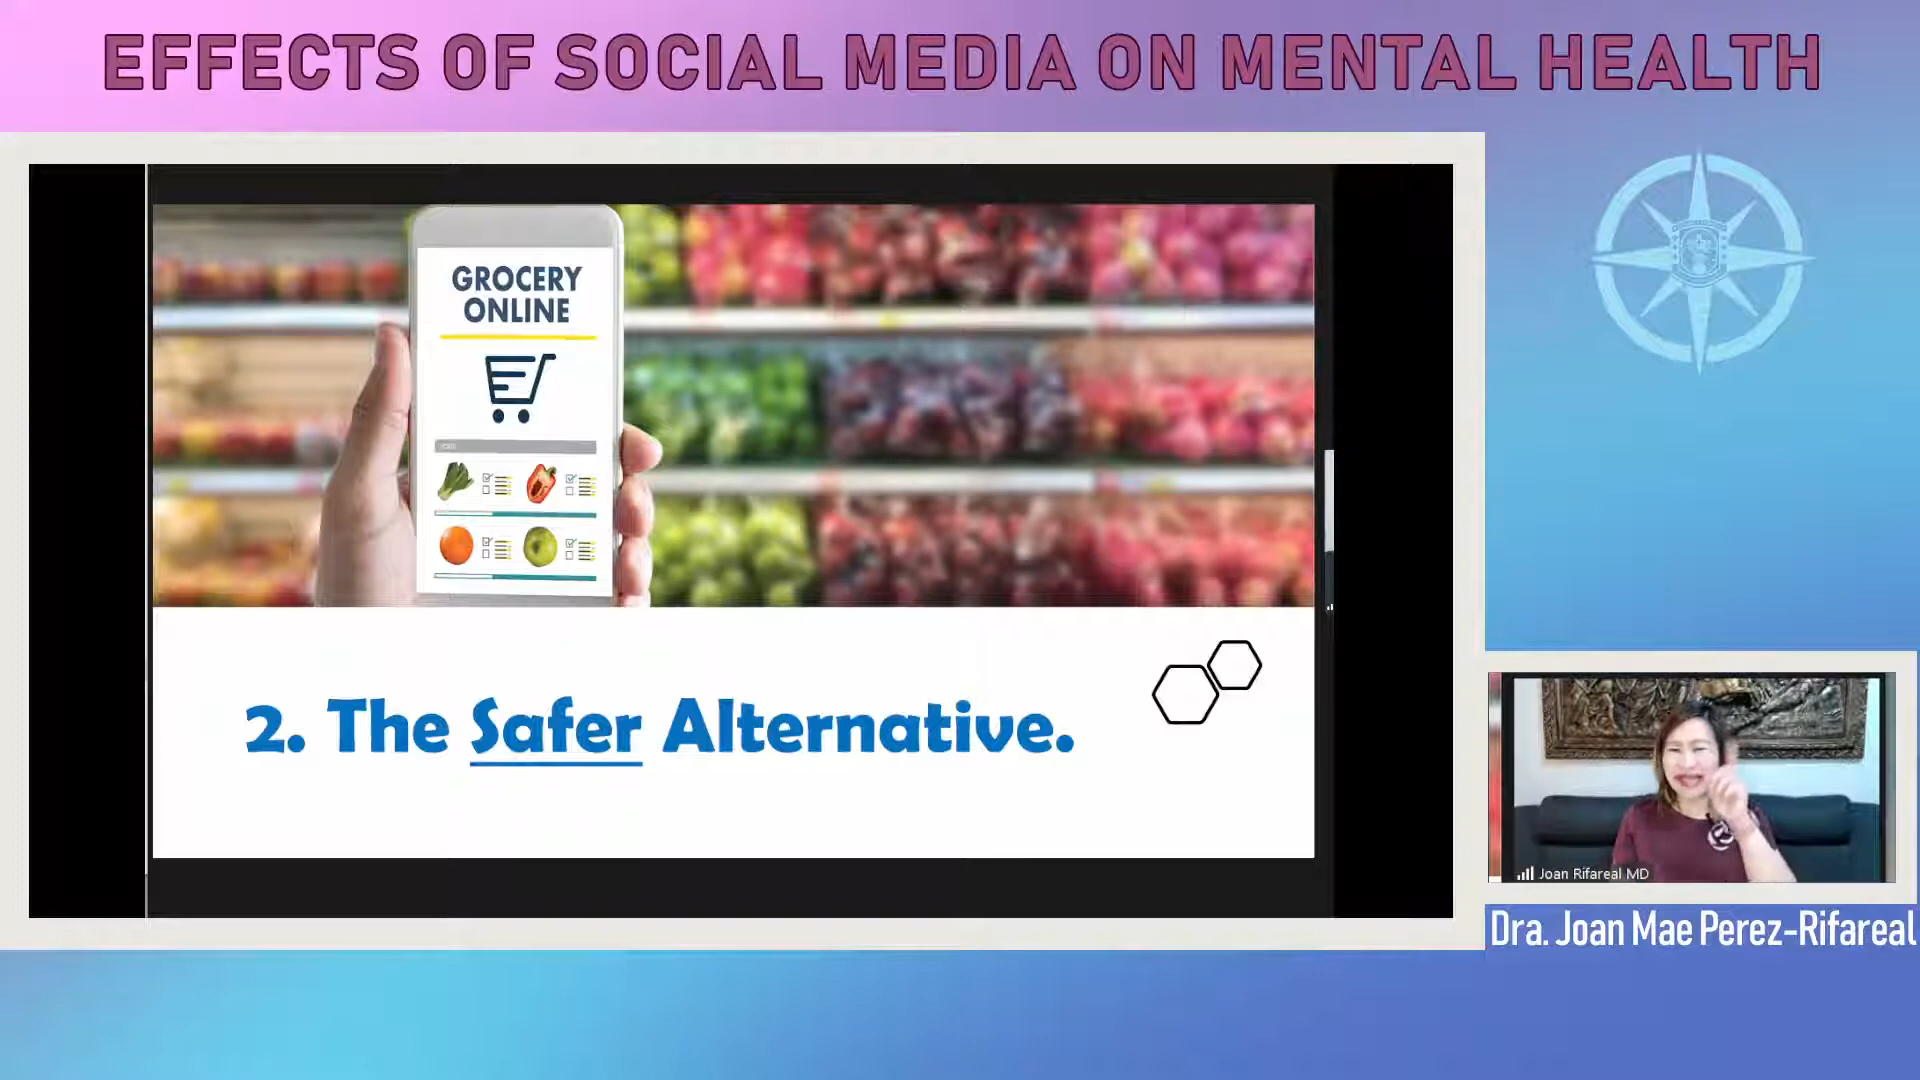 EFFECTS OF SOCIAL MEDIA ON MENTAL HEALTH
GROCERY
ONLINE
2. The Safer Alternative.
Joan Rifareal MD
Dra. Joan Mae Perez-Rifareal